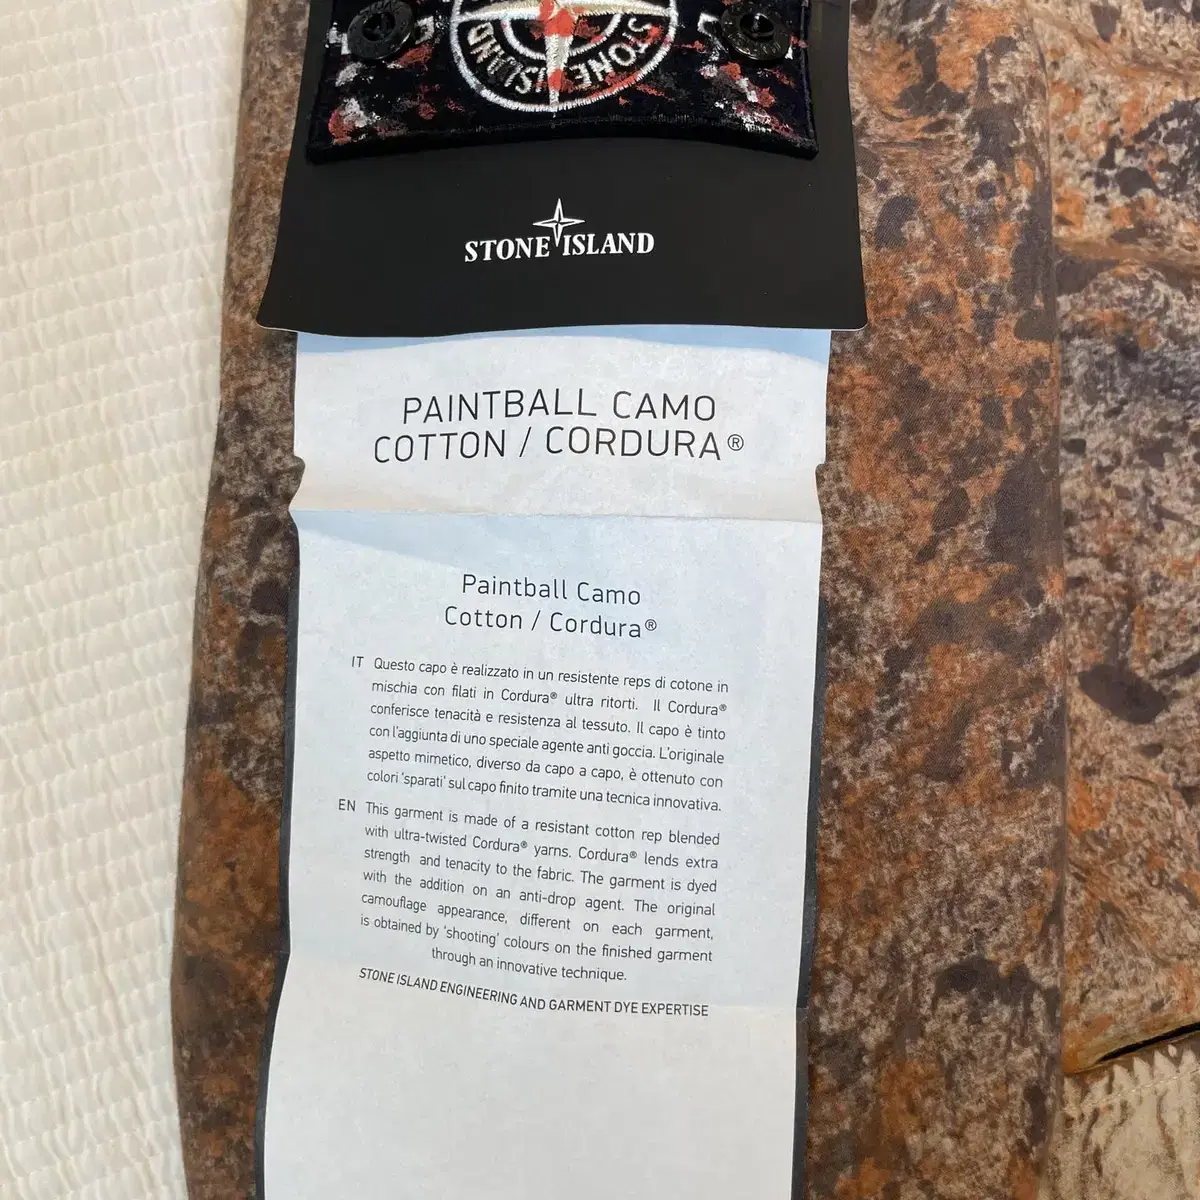 STONE
ISLAND
STONE ISLAND
PAINTBALL CAMO
COTTON / CORDURA®
Paintball Camo
Cotton / Cordura®
IT Questo capo è realizzato in un resistente reps di cotone in
mischia con filati in Cordura® ultra ritorti. Il Cordura®
conferisce tenacità e resistenza al tessuto. Il capo è tinto
con l'aggiunta di uno speciale agente anti goccia. L'originale
aspetto mimetico, diverso da capo a capo, è ottenuto con
colori 'sparati' sul capo finito tramite una tecnica innovativa.
EN This garment is made of a resistant cotton rep blended
with ultra-twisted Cordura® yarns. Cordura® lends extra
strength and tenacity to the fabric. The garment is dyed
with the addition on an anti-drop agent. The original
camouflage appearance, different on each garment,
is obtained by 'shooting' colours on the finished garment
through an innovative technique.
STONE ISLAND ENGINEERING AND GARMENT DYE EXPERTISE